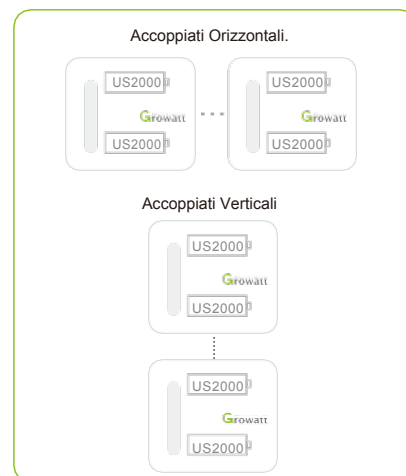 Accoppiati Orizzontali.
US2000 US2000
Growatt Growatt
US2000 US2000
Accoppiati Verticali
US2000
Growatt
US2000
US2000
Growatt
US2000